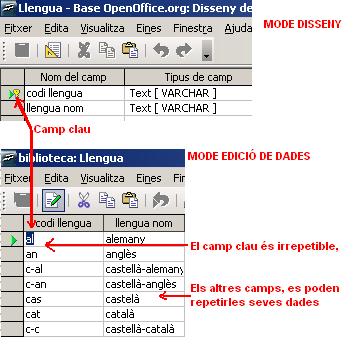 Llengua - Base OpenOffice.org: Disseny de
MODE DISSENY
Fitxer Edita Visualitza Eines Finestra Ajuda
Nom del camp Tipus de camp
codi llengua Text [ VARCHAR ]
llengua nom Text [ VARCHAR ]
Camp clau
biblioteca: Llengua
MODE EDICIÓ DE DADES
Fitxer Edita Visualitza Eines Fin
codi llengua llengua nom
al alemany
El camp clau és irrepetible,
an anglès
c-al castellà-alemany
c-an castellà-anglès
Els altres camps, es poden
repetirles seves dades
cas castelà
cat català
c-c castellà-català